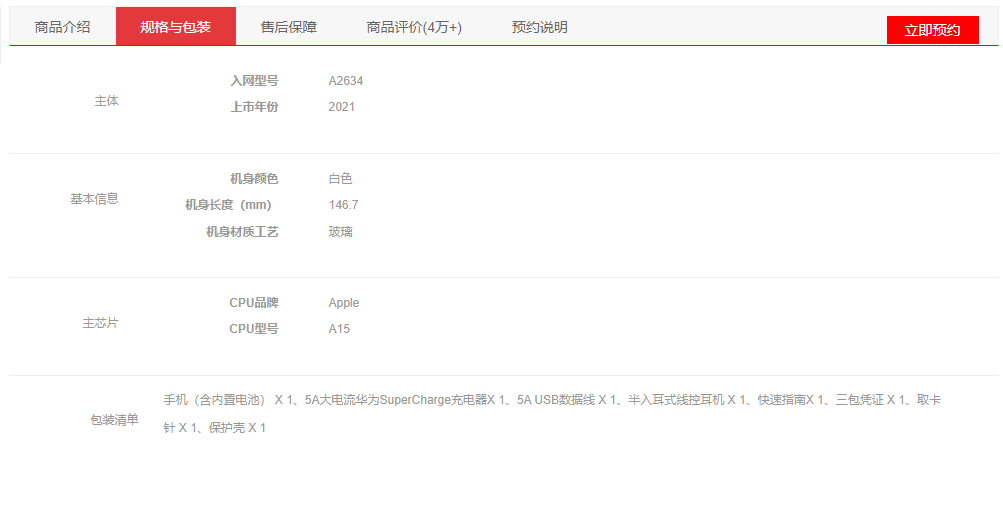 商品介绍 规格与包装 售后保障 商品评价(4万+) 预约说明 立即预约
主体
入网型号 A2634
上市年份 2021
基本信息
机身颜色 白色
机身长度（mm） 146.7
机身材质工艺 玻璃
主芯片
CPU品牌 Apple
CPU型号 A15
包装清单
手机（含内置电池） X 1、5A大电流华为SuperCharge充电器X 1、5A USB数据线 X 1、半入耳式线控耳机 X 1、快速指南X 1、三包凭证 X 1、取卡
针 X 1、保护壳 X 1